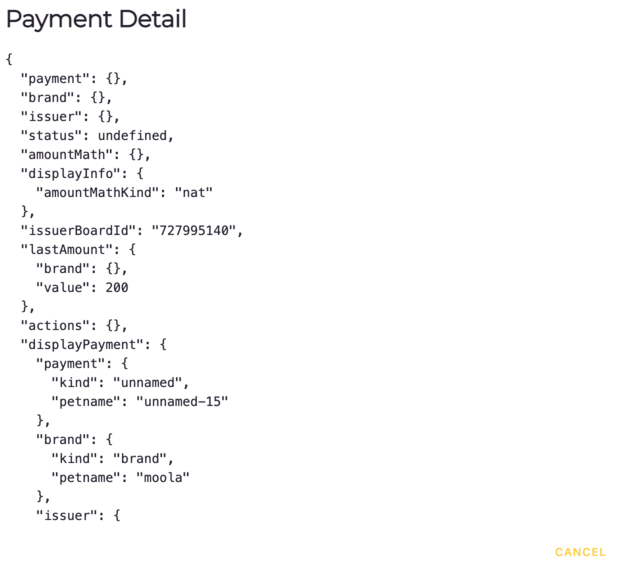 Payment Detail
{
  "payment": {},
  "brand": {},
  "issuer": {},
  "status": undefined,
  "amountMath": {},
  "displayInfo": {
    "amountMathKind": "nat"
  },
  "issuerBoardId": "727995140",
  "lastAmount": {
    "brand": {},
    "value": 200
  },
  "actions": {},
  "displayPayment": {
    "payment": {
      "kind": "unnamed",
      "petname": "unnamed-15"
    },
    "brand": {
      "kind": "brand",
      "petname": "moola"
    },
    "issuer": {
CANCEL